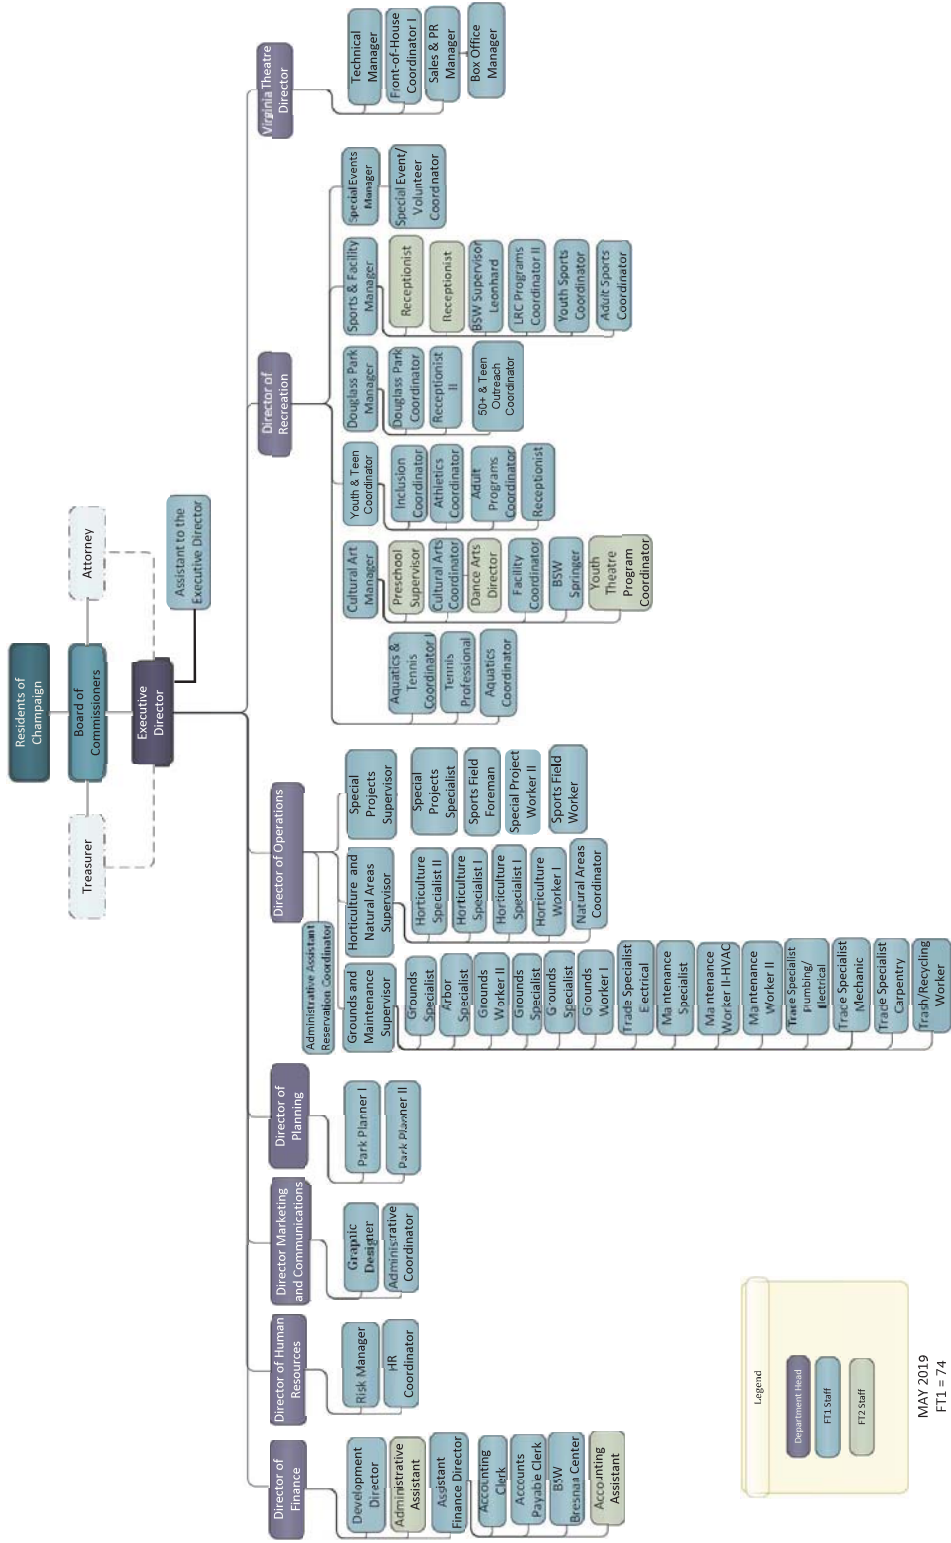 Residents of
Champaign
Treasurer
Board of
Commissioners
Attorney
Executive
Director
Assistant to the
Executive Director
Director of
Finance
Director of Human
Resources
Director Marketing
and Communications
Director of
Planning
Director of Operations
Director of
Recreation
Virginia Theatre
Director
Development
Director
Administrative
Assistant
Assistant
Finance Director
Accounting
Clerk
Accounts
Payable Clerk
BSW
Bresnan Center
Accounting
Assistant
Risk Manager
HR
Coordinator
Graphic
Designer
Administrative
Coordinator
Park Planner I
Park Planner II
Administrative Assistant
Reservation Coordinator
Grounds and
Maintenance
Supervisor
Grounds
Specialist
Arbor
Specialist
Grounds
Worker II
Grounds
Specialist
Grounds
Specialist
Grounds
Worker I
Trade Specialist
Electrical
Maintenance
Specialist
Maintenance
Worker II-HVAC
Maintenance
Worker II
Trace Specialist
Plumbing/
Electrical
Trace Specialist
Mechanic
Trace Specialist
Carpentry
Trash/Recycling
Worker
Horticulture and
Natural Areas
Supervisor
Horticulture
Specialist II
Horticulture
Specialist I
Horticulture
Specialist I
Horticulture
Worker I
Natural Areas
Coordinator
Special
Projects
Supervisor
Special
Projects
Specialist
Sports Field
Foreman
Special Project
Worker II
Sports Field
Worker
Aquatics &
Tennis
Coordinator I
Tennis
Professional
Aquatics
Coordinator
Cultural Art
Manager
Preschool
Supervisor
Cultural Arts
Coordinator
Dance Arts
Director
Facility
Coordinator
BSW
Springer
Youth
Theatre
Program
Coordinator
Youth & Teen
Coordinator
Inclusion
Coordinator
Athletics
Coordinator
Adult
Programs
Coordinator
Receptionist
Douglass Park
Manager
Douglass Park
Coordinator
Receptionist
II
50+ & Teen
Outreach
Coordinator
Sports & Facility
Manager
Receptionist
Receptionist
BSW Supervisor
Leonhard
LRC Programs
Coordinator II
Youth Sports
Coordinator
Adult Sports
Coordinator
Special Events
Manager
Special Event/
Volunteer
Coordinator
Technical
Manager
Front-of-House
Coordinator I
Sales & PR
Manager
Box Office
Manager
Legend
Department Head
FT1 Staff
FT2 Staff
MAY 2019
FT1 = 74